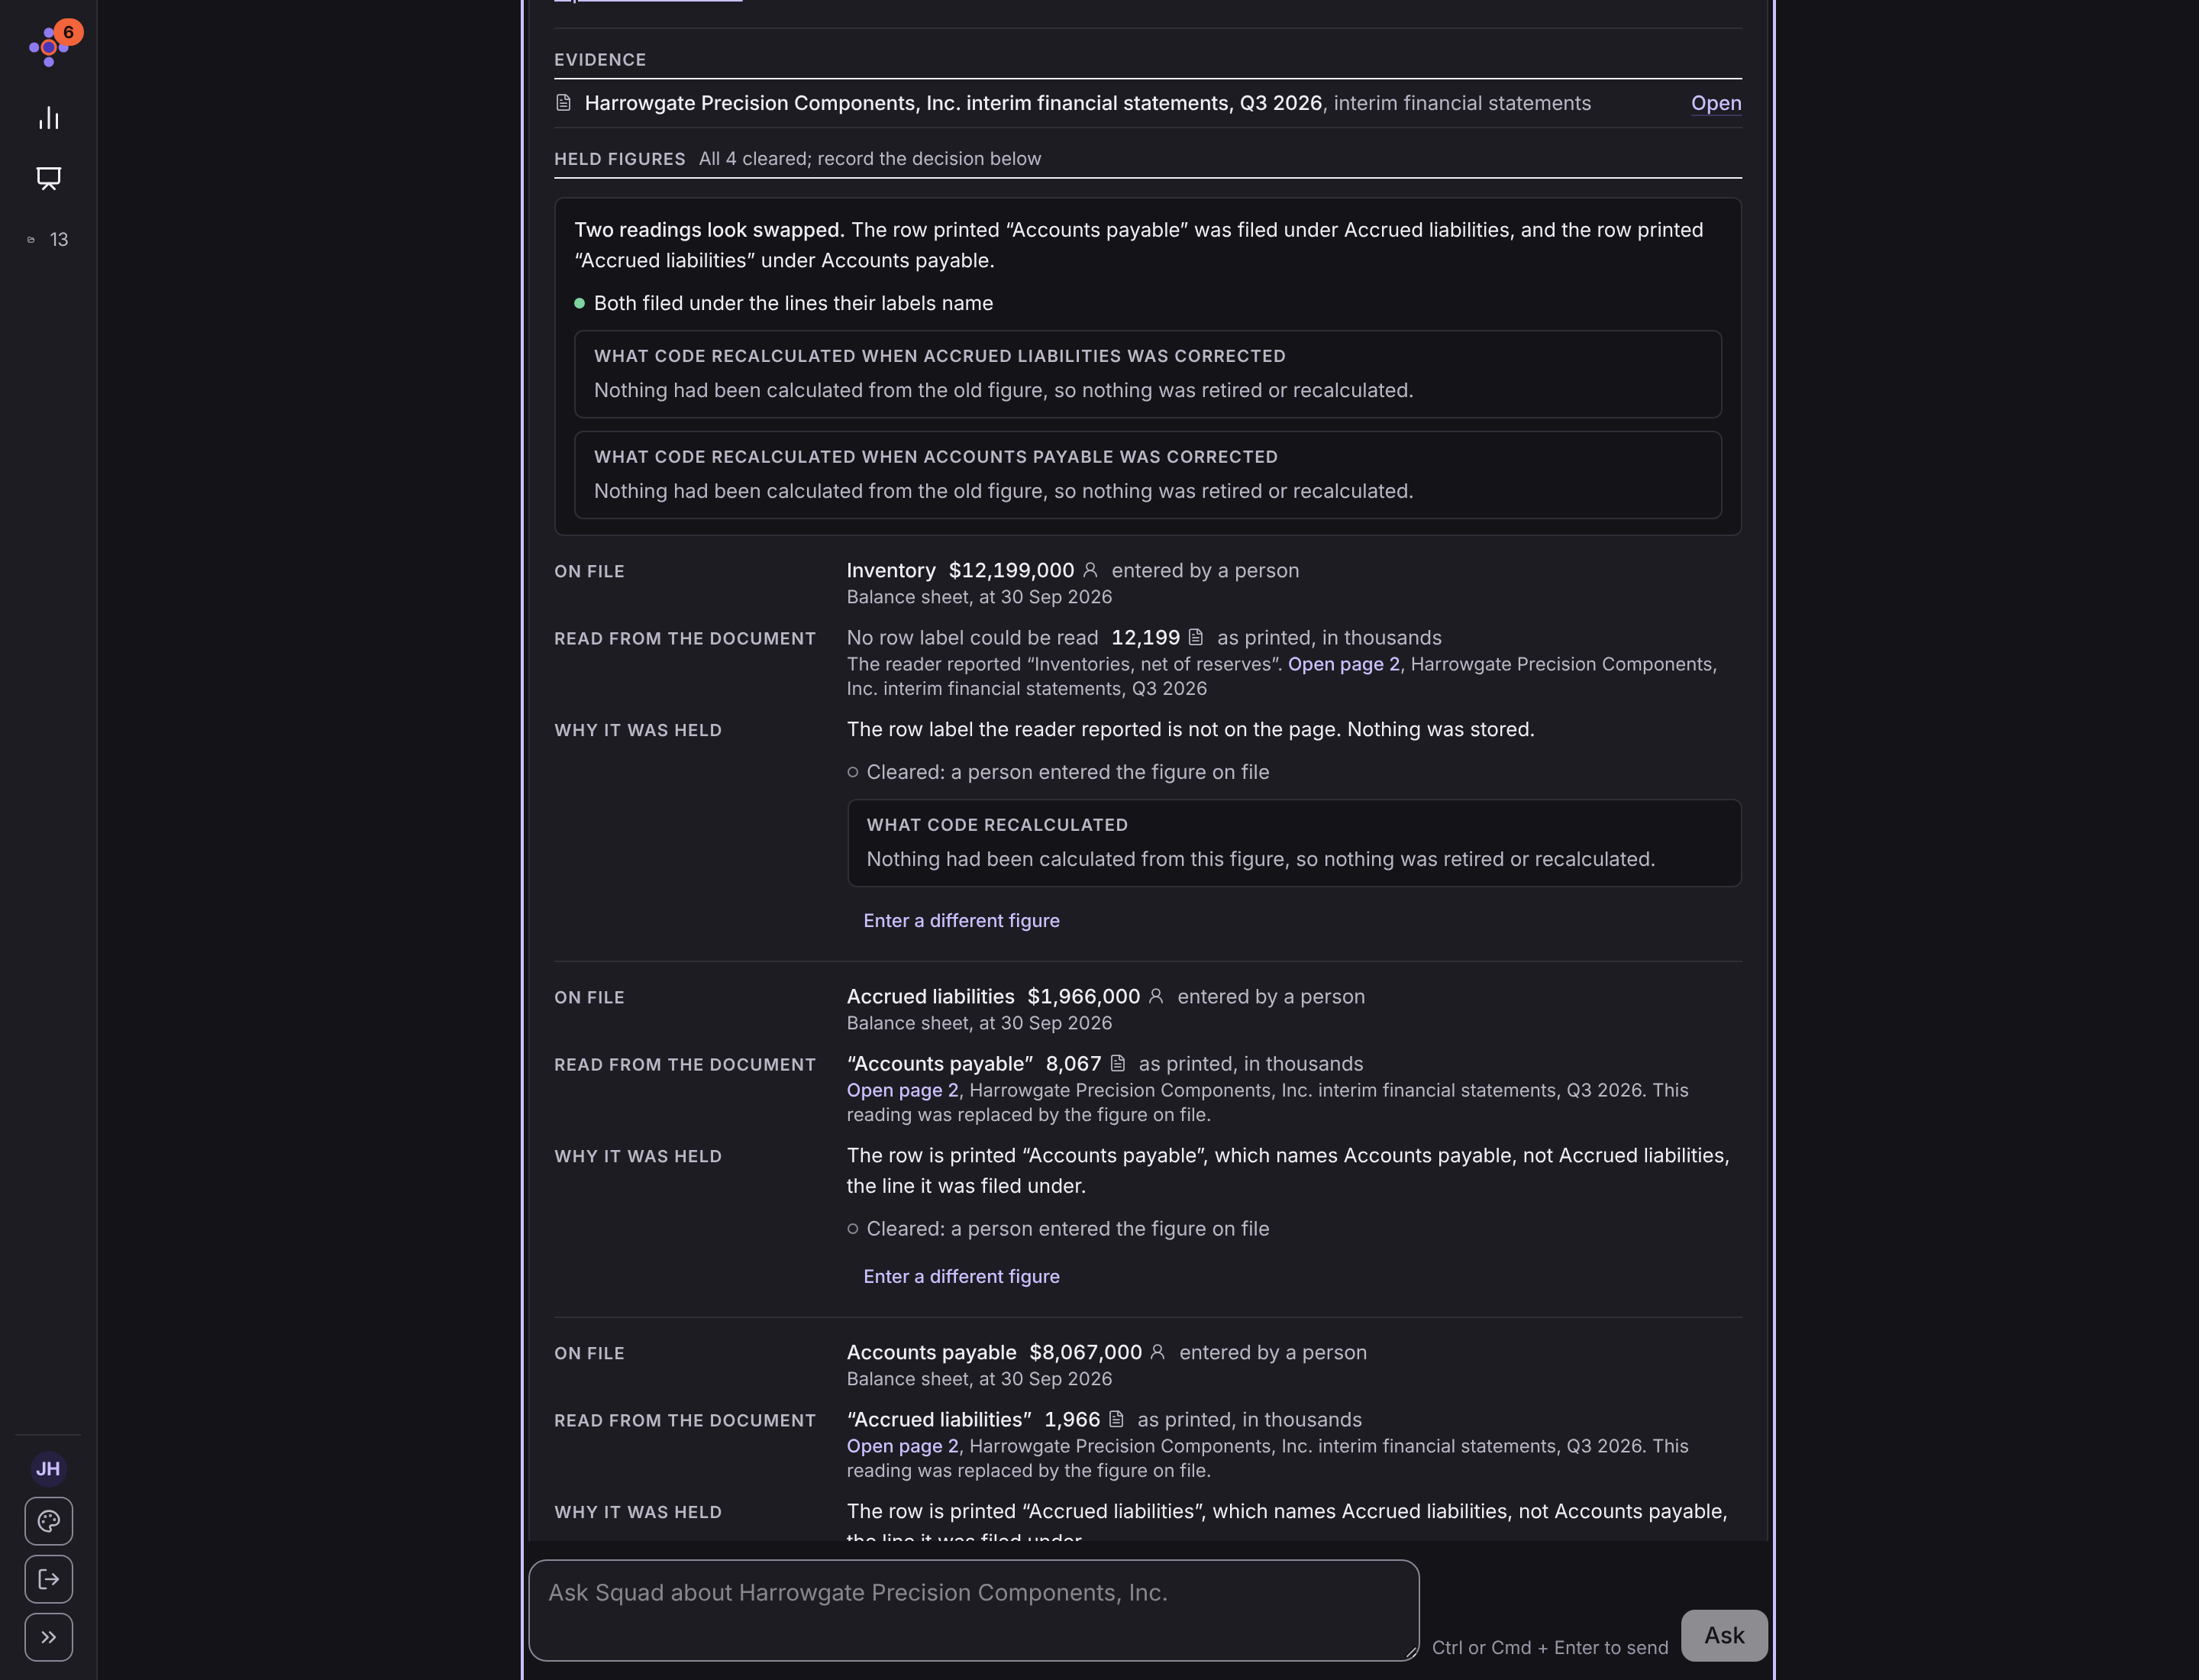 6
13
EVIDENCE
Harrowgate Precision Components, Inc. interim financial statements, Q3 2026, interim financial statements
Open
HELD FIGURES All 4 cleared; record the decision below
Two readings look swapped. The row printed “Accounts payable” was filed under Accrued liabilities, and the row printed
“Accrued liabilities” under Accounts payable.
Both filed under the lines their labels name
WHAT CODE RECALCULATED WHEN ACCRUED LIABILITIES WAS CORRECTED
Nothing had been calculated from the old figure, so nothing was retired or recalculated.
WHAT CODE RECALCULATED WHEN ACCOUNTS PAYABLE WAS CORRECTED
Nothing had been calculated from the old figure, so nothing was retired or recalculated.
ON FILE
Inventory $12,199,000 entered by a person
Balance sheet, at 30 Sep 2026
READ FROM THE DOCUMENT
No row label could be read 12,199 as printed, in thousands
The reader reported “Inventories, net of reserves”. Open page 2, Harrowgate Precision Components,
Inc. interim financial statements, Q3 2026
WHY IT WAS HELD
The row label the reader reported is not on the page. Nothing was stored.
Cleared: a person entered the figure on file
WHAT CODE RECALCULATED
Nothing had been calculated from this figure, so nothing was retired or recalculated.
Enter a different figure
ON FILE
Accrued liabilities $1,966,000 entered by a person
Balance sheet, at 30 Sep 2026
READ FROM THE DOCUMENT
“Accounts payable” 8,067 as printed, in thousands
Open page 2, Harrowgate Precision Components, Inc. interim financial statements, Q3 2026. This
reading was replaced by the figure on file.
WHY IT WAS HELD
The row is printed “Accounts payable”, which names Accounts payable, not Accrued liabilities,
the line it was filed under.
Cleared: a person entered the figure on file
Enter a different figure
ON FILE
Accounts payable $8,067,000 entered by a person
Balance sheet, at 30 Sep 2026
READ FROM THE DOCUMENT
“Accrued liabilities” 1,966 as printed, in thousands
Open page 2, Harrowgate Precision Components, Inc. interim financial statements, Q3 2026. This
reading was replaced by the figure on file.
WHY IT WAS HELD
The row is printed “Accrued liabilities”, which names Accrued liabilities, not Accounts payable,
the line it was filed under
JH
Ask Squad about Harrowgate Precision Components, Inc.
Ctrl or Cmd + Enter to send
Ask